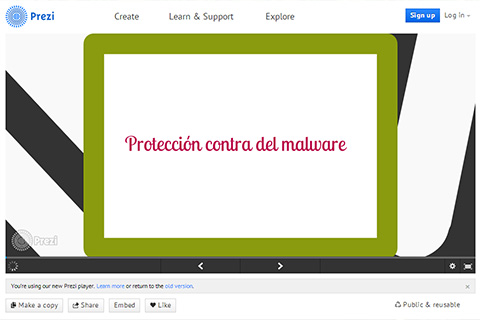 Prezi
Create
Learn & Support
Explore
Sign up
Log in
Protección contra del malware
Prezi
You're using our new Prezi player. Learn more or return to the old version.
Make a copy
Share
Embed
Like
Public & reusable